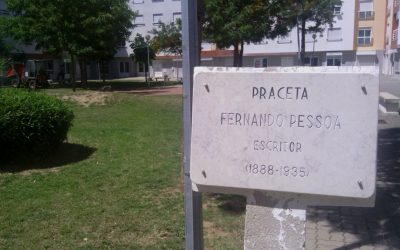 PRACETA
FERNANDO PESSOA
ESCRITOR
(1888-1935)